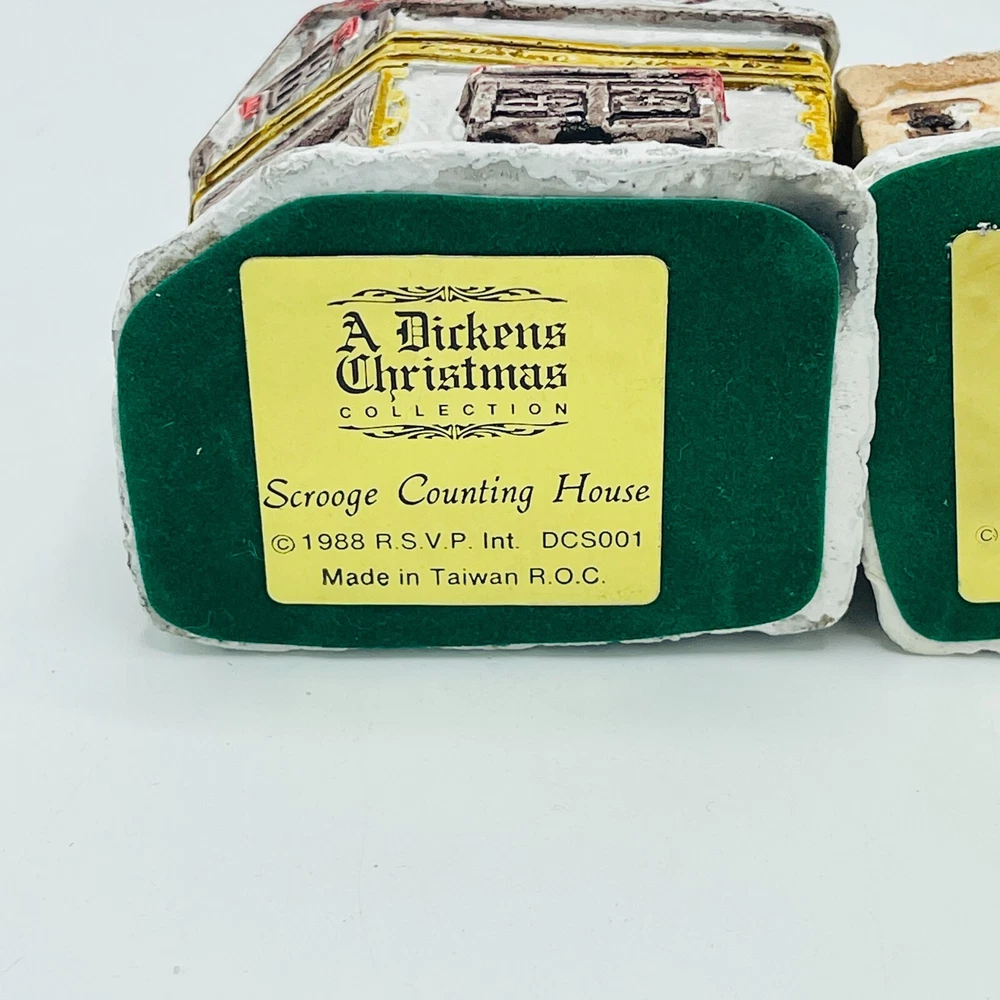 A Dickens
Christmas
COLLECTION
Scrooge Counting House
© 1988 R.S.V.P. Int. DCS001
Made in Taiwan R.O.C.
©